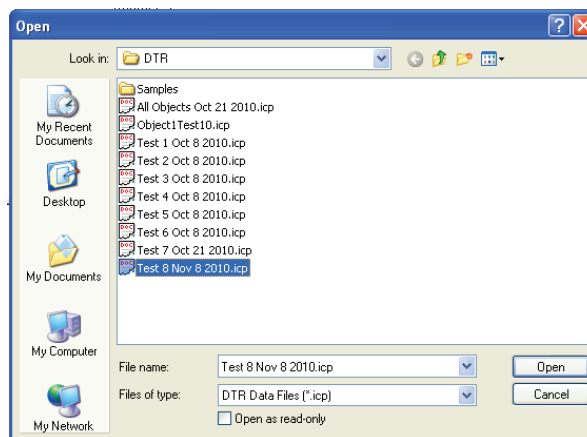 Open
Look in:
DTR
My Recent
Documents
Desktop
My Documents
My Computer
My Network
Samples
All Objects Oct 21 2010.icp
Object1Test10.icp
Test 1 Oct 8 2010.icp
Test 2 Oct 8 2010.icp
Test 3 Oct 8 2010.icp
Test 4 Oct 8 2010.icp
Test 5 Oct 8 2010.icp
Test 6 Oct 8 2010.icp
Test 7 Oct 21 2010.icp
Test 8 Nov 8 2010.icp
File name:
Test 8 Nov 8 2010.icp
Open
Files of type:
DTR Data Files (*.icp)
Cancel
Open as read-only